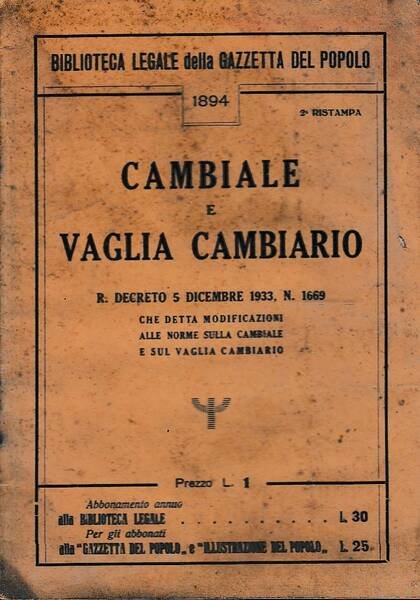 BIBLIOTECA LEGALE della GAZZETTA DEL POPOLO
1894
2ª RISTAMPA
CAMBIALE
E
VAGLIA CAMBIARIO
R. DECRETO 5 DICEMBRE 1933, N. 1669
CHE DETTA MODIFICAZIONI
ALLE NORME SULLA CAMBIALE
E SUL VAGLIA CAMBIARIO
Prezzo L. 1
Abbonamento annuo
alla BIBLIOTECA LEGALE . . . . . . . . . . L. 30
Per gli abbonati
alla "GAZZETTA DEL POPOLO„ e "ILLUSTRAZIONE DEL POPOLO„ L. 25